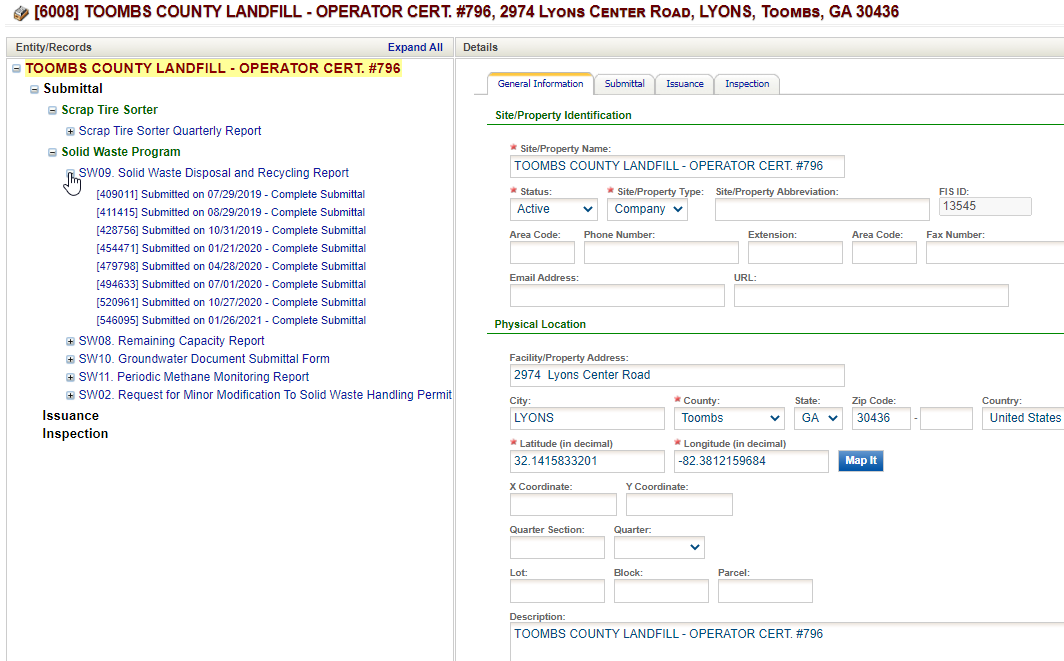 [6008] TOOMBS COUNTY LANDFILL - OPERATOR CERT. #796, 2974 Lyons Center Road, LYONS, Toombs, GA 30436
Entity/Records Expand All
TOOMBS COUNTY LANDFILL - OPERATOR CERT. #796
Submittal
Scrap Tire Sorter
Scrap Tire Sorter Quarterly Report
Solid Waste Program
SW09. Solid Waste Disposal and Recycling Report
[409011] Submitted on 07/29/2019 - Complete Submittal
[411415] Submitted on 08/29/2019 - Complete Submittal
[428756] Submitted on 10/31/2019 - Complete Submittal
[454471] Submitted on 01/21/2020 - Complete Submittal
[479798] Submitted on 04/28/2020 - Complete Submittal
[494633] Submitted on 07/01/2020 - Complete Submittal
[520961] Submitted on 10/27/2020 - Complete Submittal
[546095] Submitted on 01/26/2021 - Complete Submittal
SW08. Remaining Capacity Report
SW10. Groundwater Document Submittal Form
SW11. Periodic Methane Monitoring Report
SW02. Request for Minor Modification To Solid Waste Handling Permit
Issuance
Inspection
Details
General Information Submittal Issuance Inspection
Site/Property Identification
* Site/Property Name:
TOOMBS COUNTY LANDFILL - OPERATOR CERT. #796
* Status: * Site/Property Type: Site/Property Abbreviation: FIS ID:
Active Company 13545
Area Code: Phone Number: Extension: Area Code: Fax Number:
Email Address: URL:
Physical Location
Facility/Property Address:
2974 Lyons Center Road
City: * County: State: Zip Code: Country:
LYONS Toombs GA 30436 - United States
* Latitude (in decimal) * Longitude (in decimal)
32.1415833201 -82.3812159684 Map It
X Coordinate: Y Coordinate:
Quarter Section: Quarter:
Lot: Block: Parcel:
Description:
TOOMBS COUNTY LANDFILL - OPERATOR CERT. #796